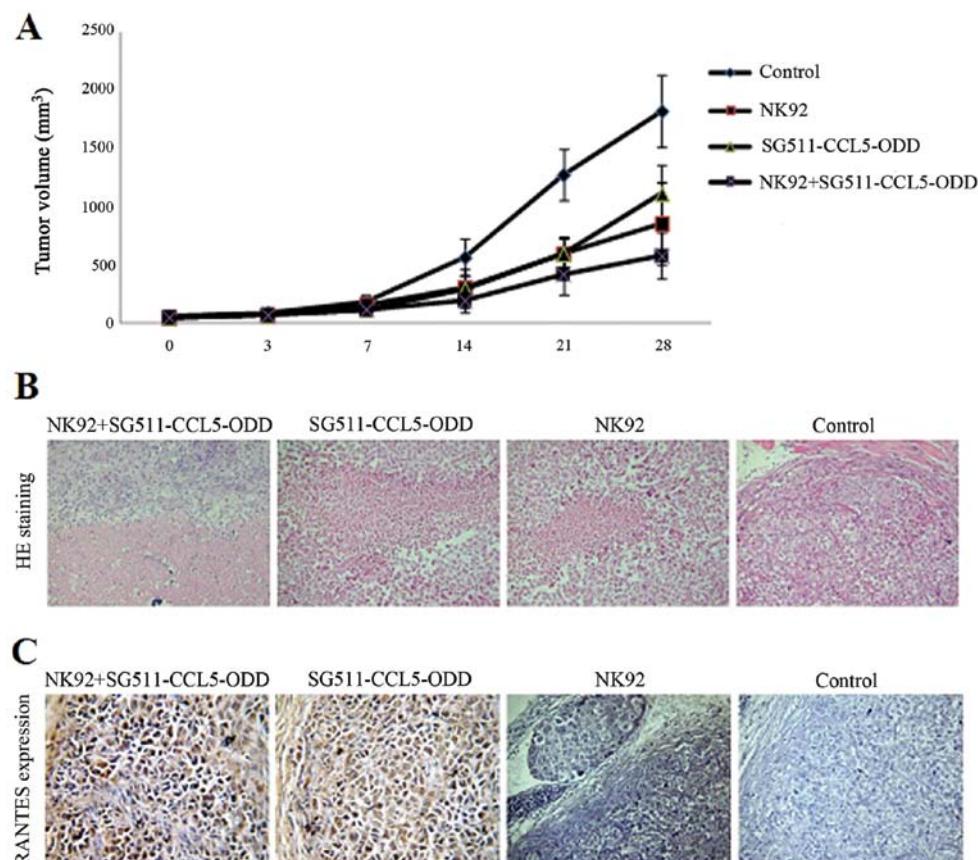 A
Tumor volume (mm³)
2500
2000
1500
1000
500
0
0 3 7 14 21 28
Control
NK92
SG511-CCL5-ODD
NK92+SG511-CCL5-ODD
B
NK92+SG511-CCL5-ODD SG511-CCL5-ODD NK92 Control
HE staining
C
NK92+SG511-CCL5-ODD SG511-CCL5-ODD NK92 Control
RANTES expression